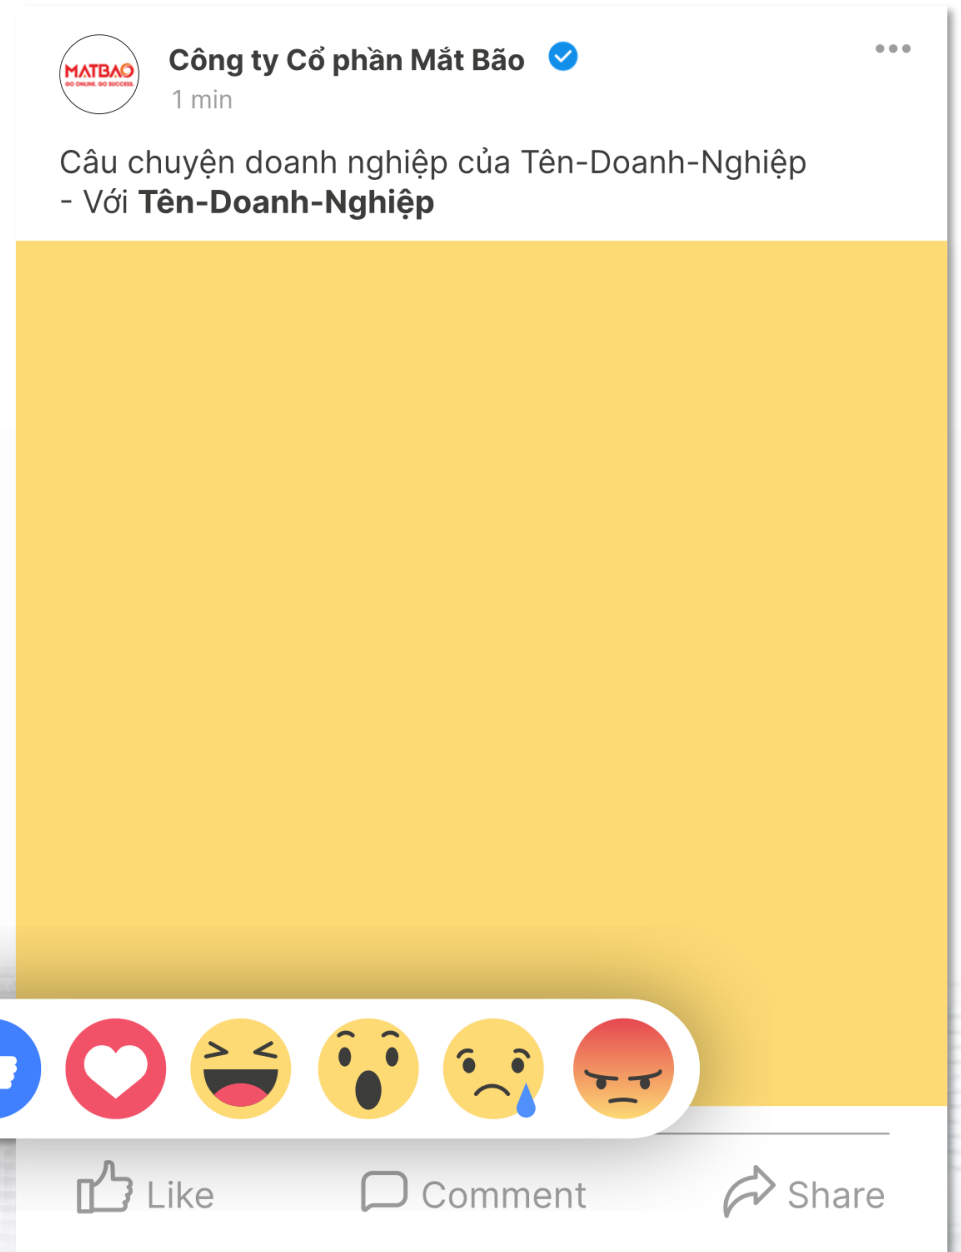 MATBAO
GO ONLINE. GO SUCCESS.
Công ty Cổ phần Mắt Bão
1 min
Câu chuyện doanh nghiệp của Tên-Doanh-Nghiệp
- Với Tên-Doanh-Nghiệp
Like
Comment
Share